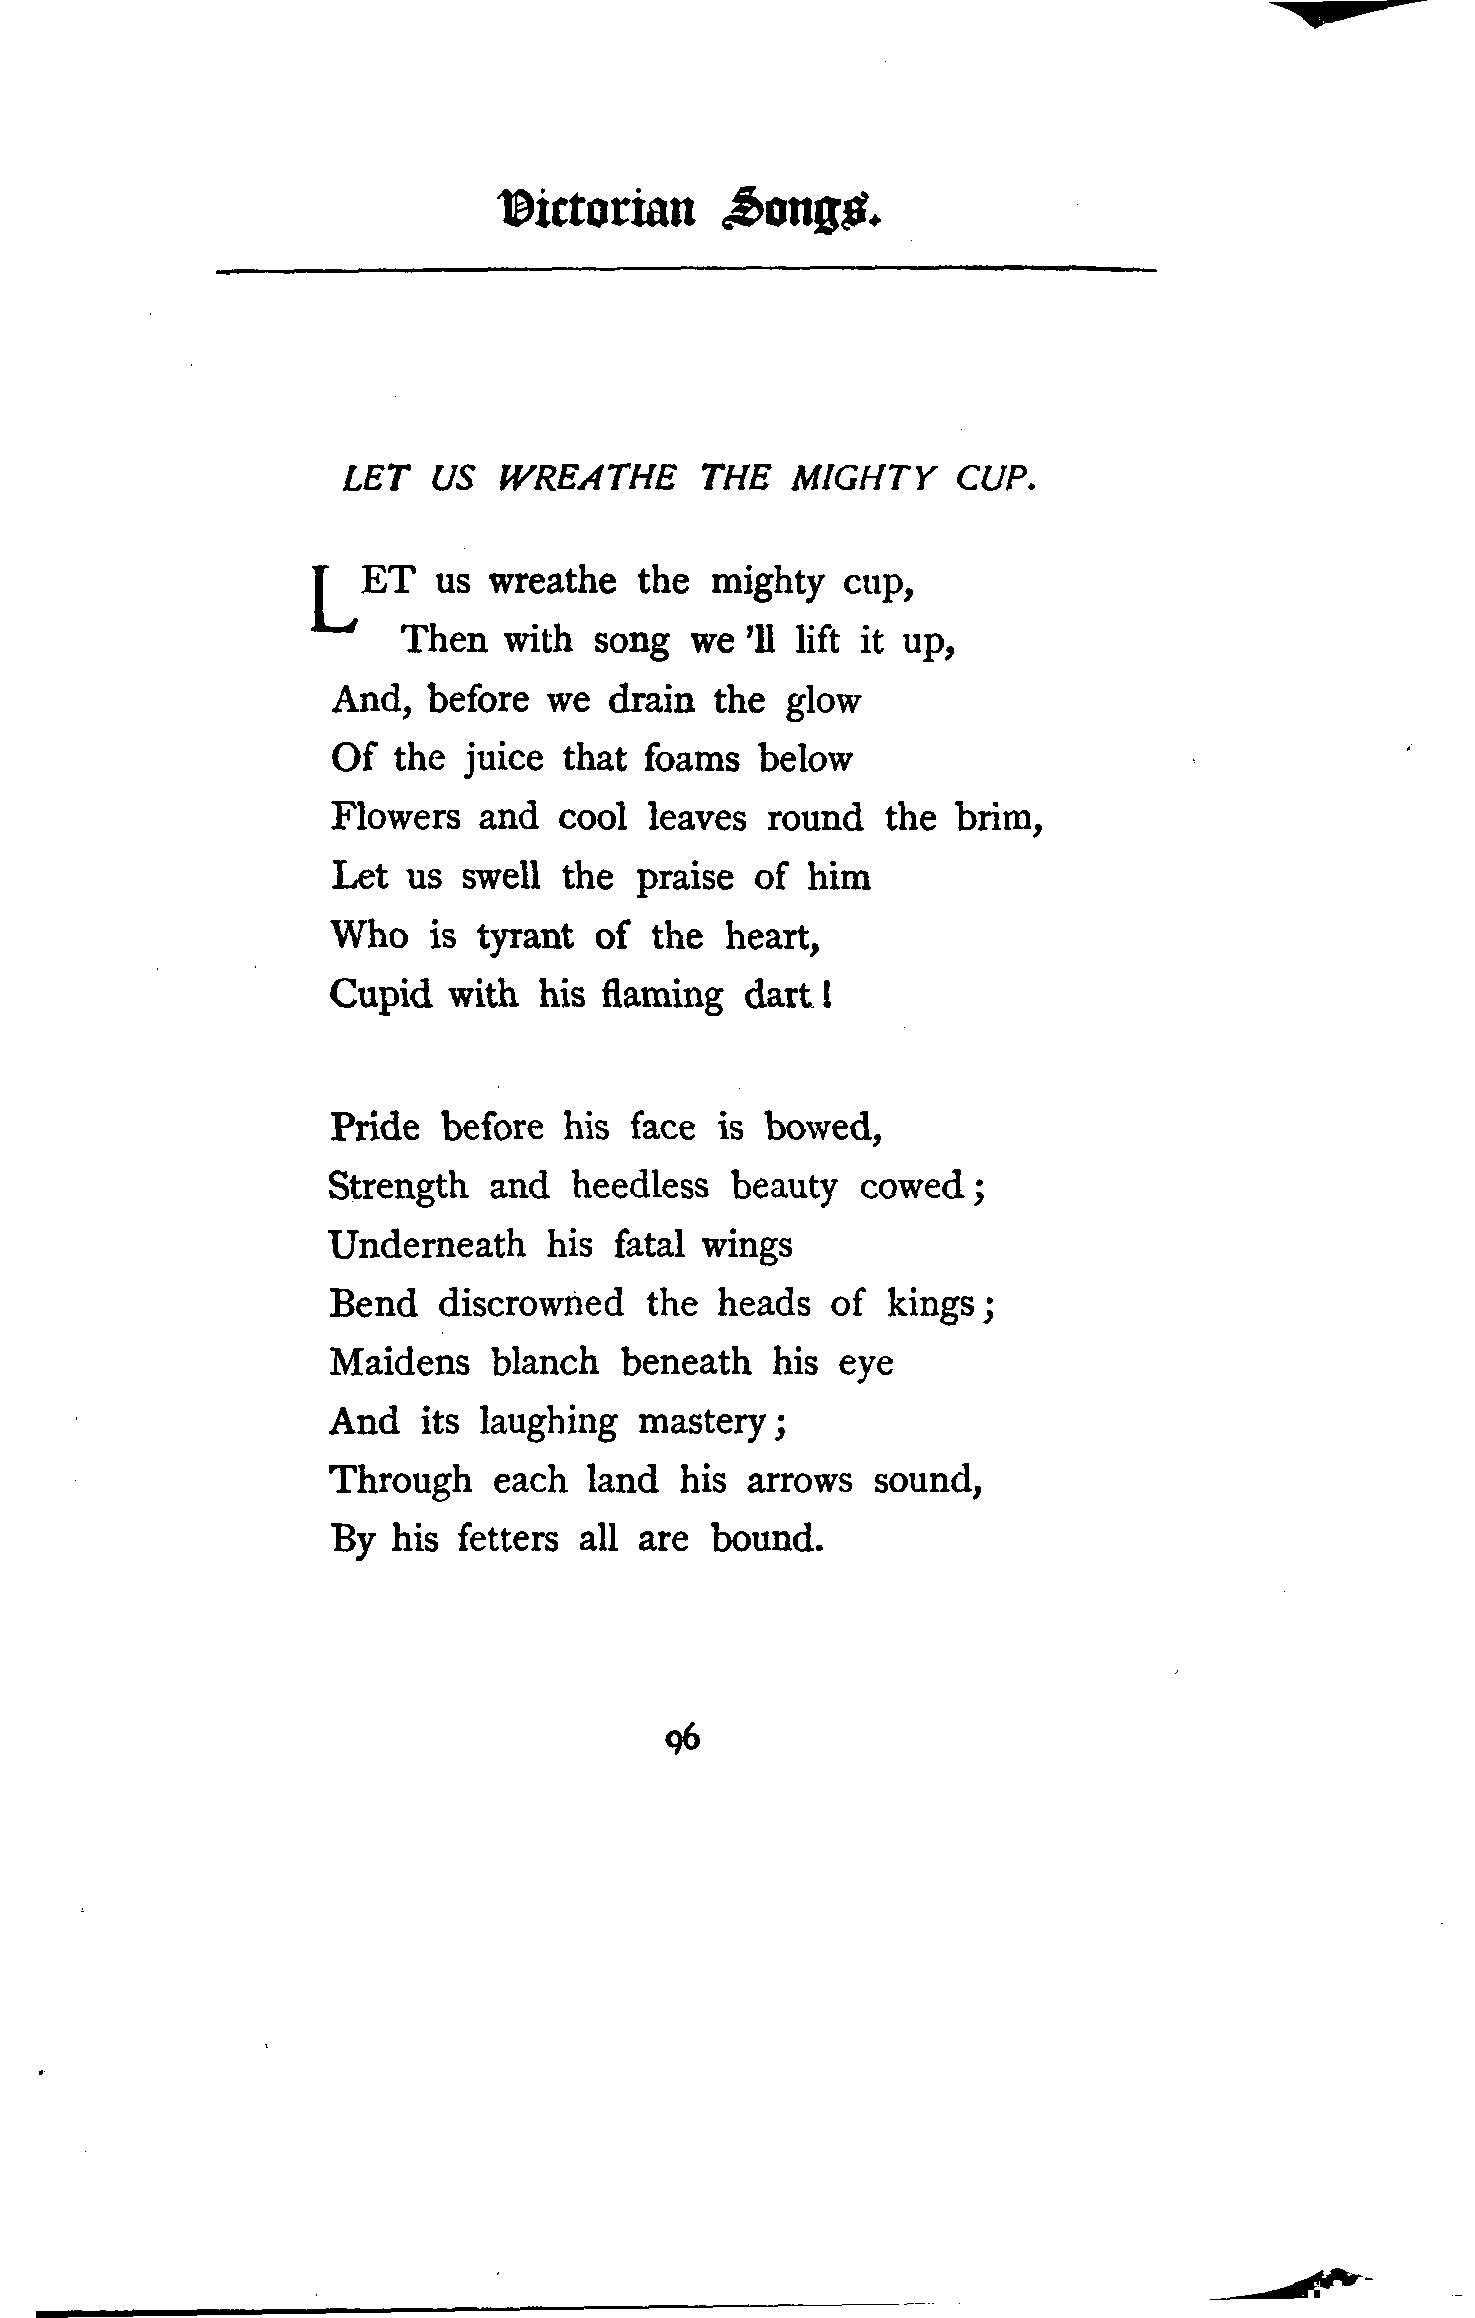 Victorian Songs.
LET US WREATHE THE MIGHTY CUP.
LET us wreathe the mighty cup,
Then with song we 'll lift it up,
And, before we drain the glow
Of the juice that foams below
Flowers and cool leaves round the brim,
Let us swell the praise of him
Who is tyrant of the heart,
Cupid with his flaming dart!
Pride before his face is bowed,
Strength and heedless beauty cowed;
Underneath his fatal wings
Bend discrowned the heads of kings;
Maidens blanch beneath his eye
And its laughing mastery;
Through each land his arrows sound,
By his fetters all are bound.
96